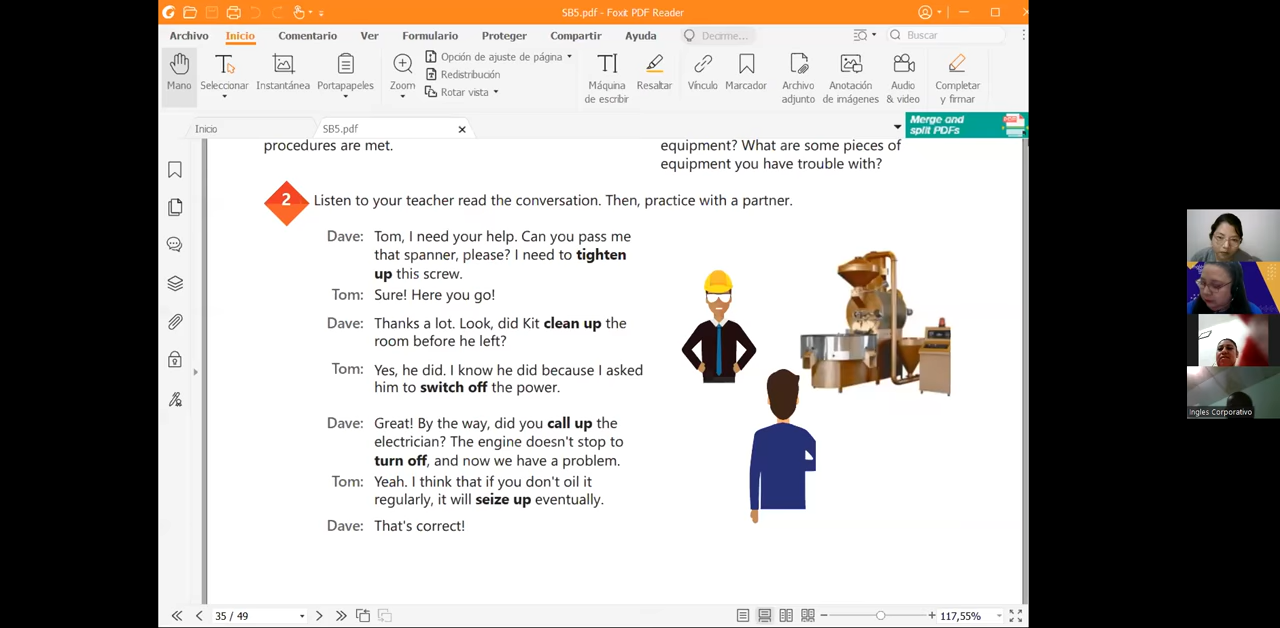 SB5.pdf - Foxit PDF Reader
Archivo Inicio Comentario Ver Formulario Proteger Compartir Ayuda Decirme... Buscar
Mano Seleccionar Instantánea Portapapeles Zoom Opción de ajuste de página Redistribución Rotar vista Máquina de escribir Resaltar Vínculo Marcador Archivo adjunto Anotación de imágenes Audio & video Completar y firmar
Inicio SB5.pdf
Merge and
split PDFs
procedures are met.
equipment? What are some pieces of
equipment you have trouble with?
2 Listen to your teacher read the conversation. Then, practice with a partner.
Dave: Tom, I need your help. Can you pass me
that spanner, please? I need to tighten
up this screw.
Tom: Sure! Here you go!
Dave: Thanks a lot. Look, did Kit clean up the
room before he left?
Tom: Yes, he did. I know he did because I asked
him to switch off the power.
Dave: Great! By the way, did you call up the
electrician? The engine doesn't stop to
turn off, and now we have a problem.
Tom: Yeah. I think that if you don't oil it
regularly, it will seize up eventually.
Dave: That's correct!
Ingles Corporativo
35 / 49 117,55%